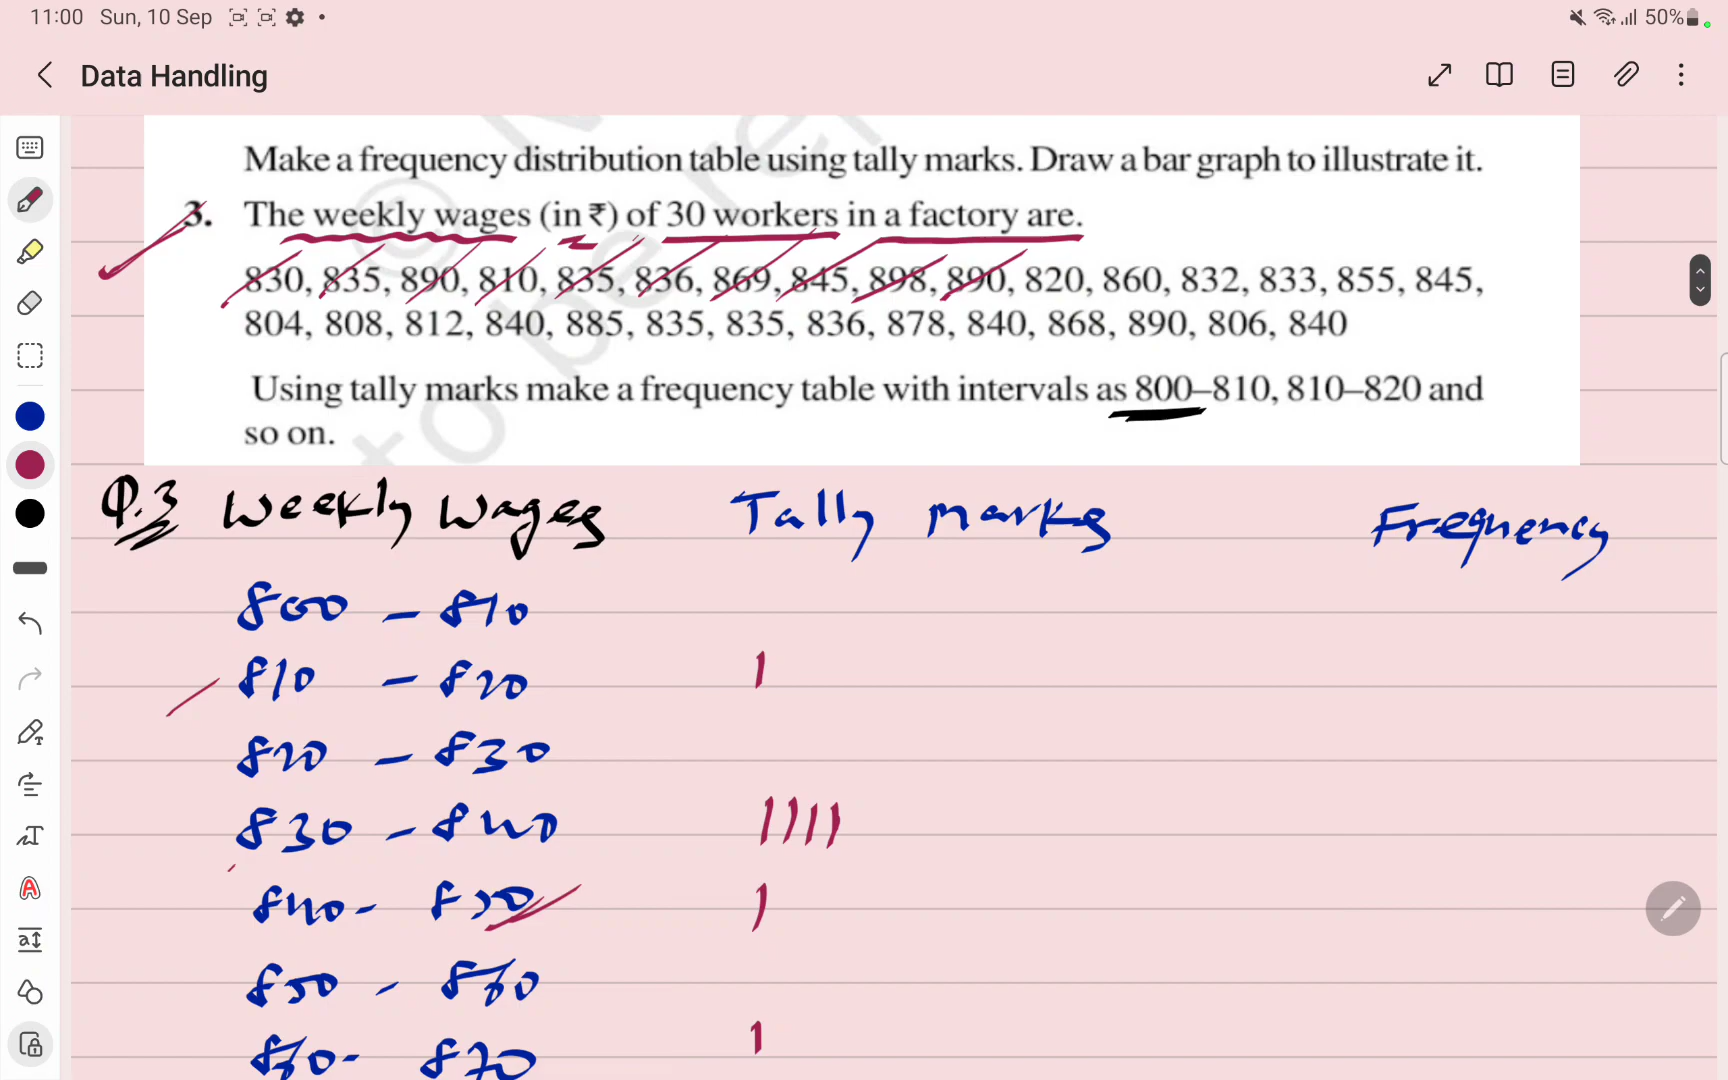 11:00 Sun, 10 Sep
50%
Data Handling
Make a frequency distribution table using tally marks. Draw a bar graph to illustrate it.
3. The weekly wages (in ₹) of 30 workers in a factory are.
830, 835, 890, 810, 835, 836, 869, 845, 898, 890, 820, 860, 832, 833, 855, 845,
804, 808, 812, 840, 885, 835, 835, 836, 878, 840, 868, 890, 806, 840
Using tally marks make a frequency table with intervals as 800–810, 810–820 and
so on.
Q.3 Weekly Wages Tally Marks Frequency
800 - 810
810 - 820 |
820 - 830
830 - 840 ||||
840 - 850 |
850 - 860
860 - 870 |